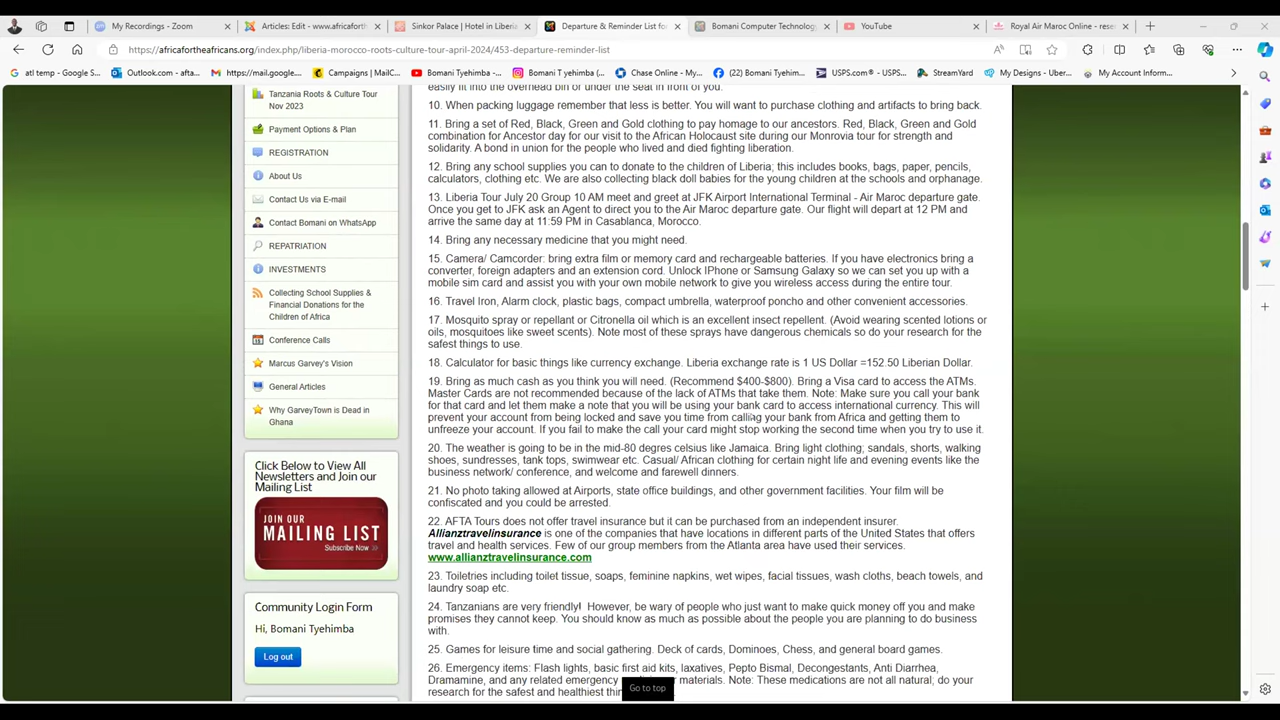 My Recordings - Zoom
Articles: Edit - www.africaforth
Sinkor Palace | Hotel in Liberia
Departure & Reminder List for
Bomani Computer Technology
YouTube
Royal Air Maroc Online - rese
https://africafortheafricans.org/index.php/liberia-morocco-roots-culture-tour-april-2024/453-departure-reminder-list
atl temp - Google S...
Outlook.com - afta...
https://mail.google...
Campaigns | MailC...
Bomani Tyehimba -...
Bomani T yehimba (...
Chase Online - My...
(22) Bomani Tyehim...
USPS.com® - USPS...
StreamYard
My Designs - Uber...
My Account Inform...
Tanzania Roots & Culture Tour
Nov 2023
Payment Options & Plan
REGISTRATION
About Us
Contact Us via E-mail
Contact Bomani on WhatsApp
REPATRIATION
INVESTMENTS
Collecting School Supplies &
Financial Donations for the
Children of Africa
Conference Calls
Marcus Garvey's Vision
General Articles
Why GarveyTown is Dead in
Ghana
Click Below to View All
Newsletters and Join our
Mailing List
JOIN OUR
MAILING LIST
Subscribe Now >>
Community Login Form
Hi, Bomani Tyehimba
Log out
easily fit into the overhead bin or under the seat in front of you.
10. When packing luggage remember that less is better. You will want to purchase clothing and artifacts to bring back.
11. Bring a set of Red, Black, Green and Gold clothing to pay homage to our ancestors. Red, Black, Green and Gold
combination for Ancestor day for our visit to the African Holocaust site during our Monrovia tour for strength and
solidarity. A bond in union for the people who lived and died fighting liberation.
12. Bring any school supplies you can to donate to the children of Liberia; this includes books, bags, paper, pencils,
calculators, clothing etc. We are also collecting black doll babies for the young children at the schools and orphanage.
13. Liberia Tour July 20 Group 10 AM meet and greet at JFK Airport International Terminal - Air Maroc departure gate.
Once you get to JFK ask an Agent to direct you to the Air Maroc departure gate. Our flight will depart at 12 PM and
arrive the same day at 11:59 PM in Casablanca, Morocco.
14. Bring any necessary medicine that you might need.
15. Camera/ Camcorder: bring extra film or memory card and rechargeable batteries. If you have electronics bring a
converter, foreign adapters and an extension cord. Unlock IPhone or Samsung Galaxy so we can set you up with a
mobile sim card and assist you with your own mobile network to give you wireless access during the entire tour.
16. Travel Iron, Alarm clock, plastic bags, compact umbrella, waterproof poncho and other convenient accessories.
17. Mosquito spray or repellant or Citronella oil which is an excellent insect repellent. (Avoid wearing scented lotions or
oils, mosquitoes like sweet scents). Note most of these sprays have dangerous chemicals so do your research for the
safest things to use.
18. Calculator for basic things like currency exchange. Liberia exchange rate is 1 US Dollar =152.50 Liberian Dollar.
19. Bring as much cash as you think you will need. (Recommend $400-$800). Bring a Visa card to access the ATMs.
Master Cards are not recommended because of the lack of ATMs that take them. Note: Make sure you call your bank
for that card and let them make a note that you will be using your bank card to access international currency. This will
prevent your account from being locked and save you time from calling your bank from Africa and getting them to
unfreeze your account. If you fail to make the call your card might stop working the second time when you try to use it.
20. The weather is going to be in the mid-80 degres celsius like Jamaica. Bring light clothing; sandals, shorts, walking
shoes, sundresses, tank tops, swimwear etc. Casual/ African clothing for certain night life and evening events like the
business network/ conference, and welcome and farewell dinners.
21. No photo taking allowed at Airports, state office buildings, and other government facilities. Your film will be
confiscated and you could be arrested.
22. AFTA Tours does not offer travel insurance but it can be purchased from an independent insurer.
Allianztravelinsurance is one of the companies that have locations in different parts of the United States that offers
travel and health services. Few of our group members from the Atlanta area have used their services.
www.allianztravelinsurance.com
23. Toiletries including toilet tissue, soaps, feminine napkins, wet wipes, facial tissues, wash cloths, beach towels, and
laundry soap etc.
24. Tanzanians are very friendly! However, be wary of people who just want to make quick money off you and make
promises they cannot keep. You should know as much as possible about the people you are planning to do business
with.
25. Games for leisure time and social gathering. Deck of cards, Dominoes, Chess, and general board games.
26. Emergency items: Flash lights, basic first aid kits, laxatives, Pepto Bismal, Decongestants, Anti Diarrhea,
Dramamine, and any related emergency materials. Note: These medications are not all natural; do your
research for the safest and healthiest
Go to top